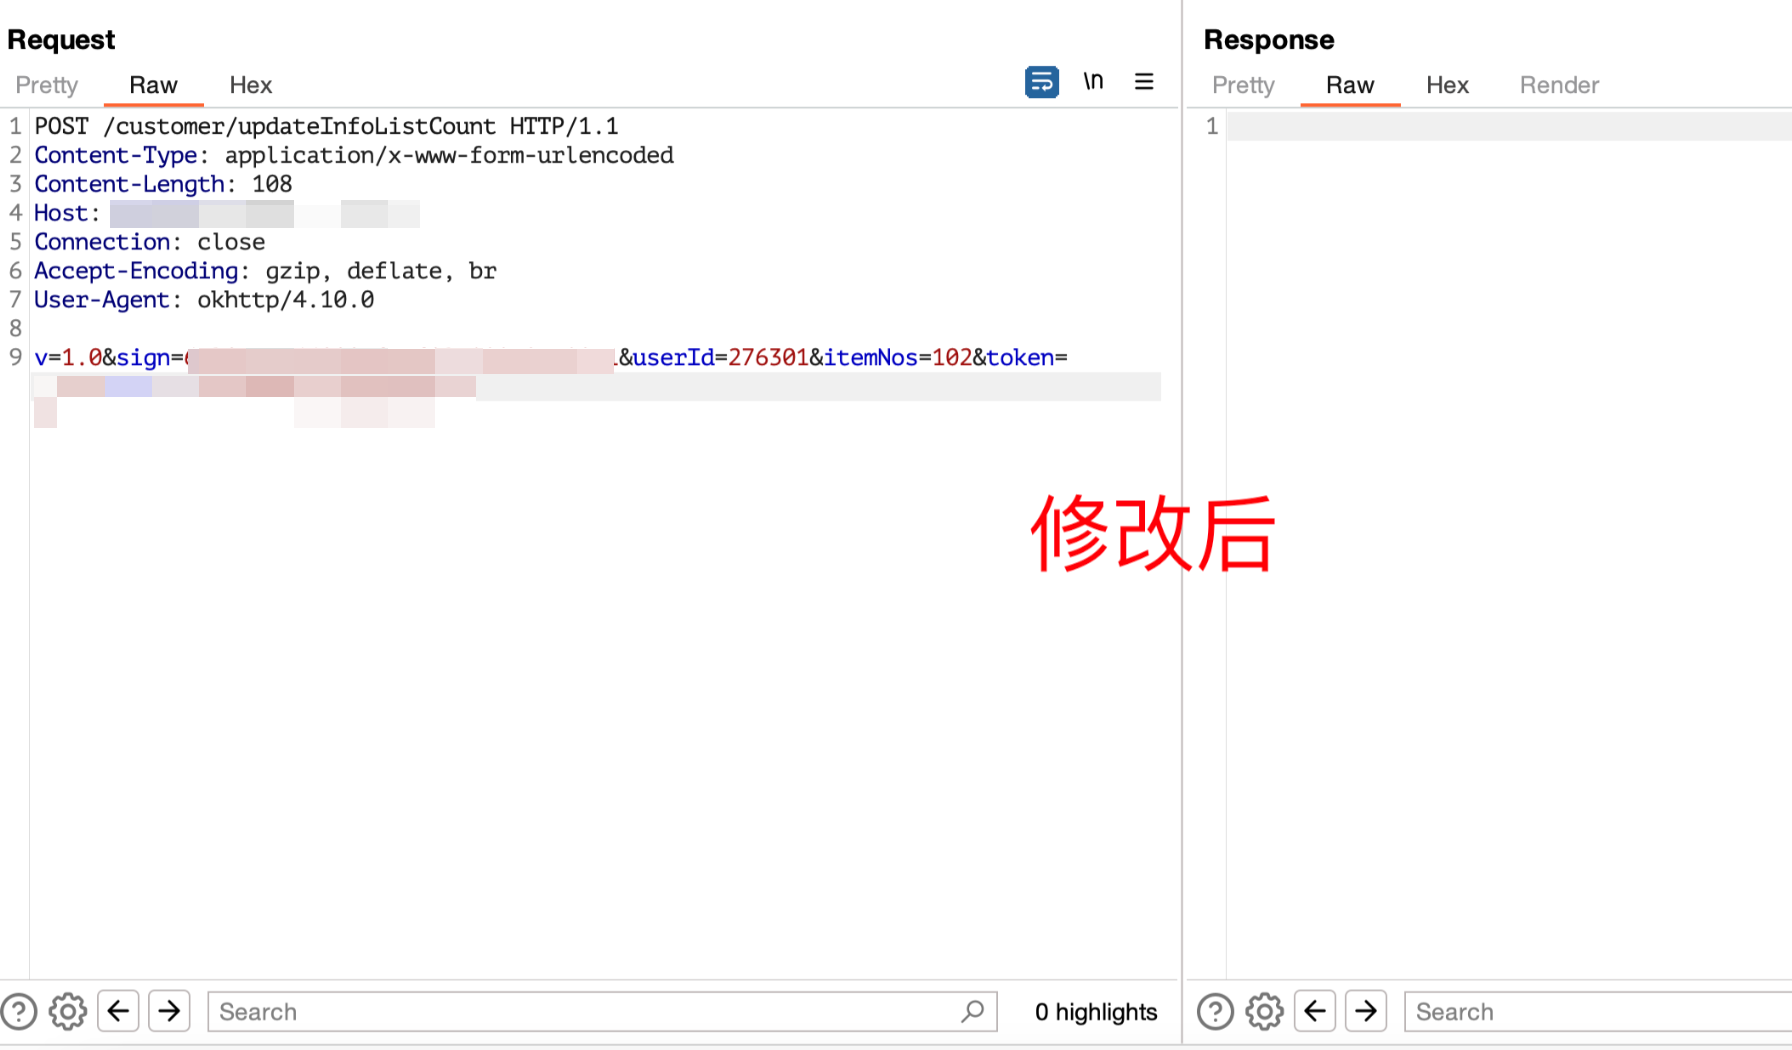 Request
Pretty Raw Hex \n
1 POST /customer/updateInfoListCount HTTP/1.1
2 Content-Type: application/x-www-form-urlencoded
3 Content-Length: 108
4 Host:
5 Connection: close
6 Accept-Encoding: gzip, deflate, br
7 User-Agent: okhttp/4.10.0
8
9 v=1.0&sign= &userId=276301&itemNos=102&token=
Search 0 highlights
Response
Pretty Raw Hex Render
1
修改后
Search